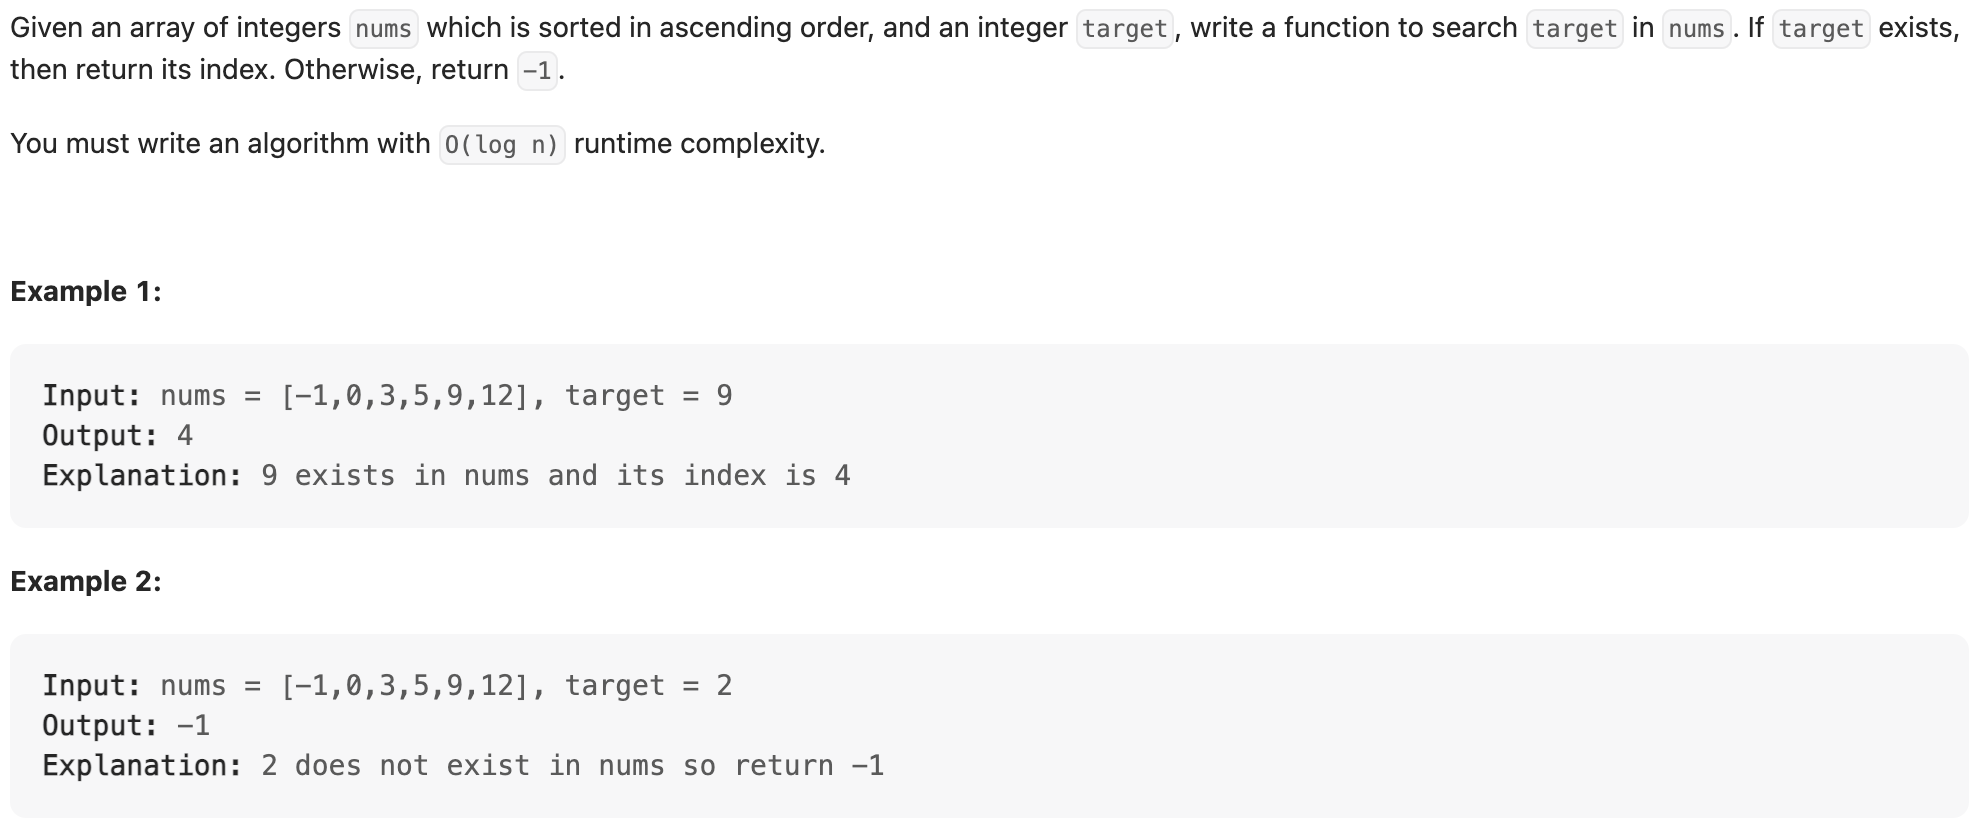 Given an array of integers nums which is sorted in ascending order, and an integer target, write a function to search target in nums. If target exists,
then return its index. Otherwise, return -1.
You must write an algorithm with O(log n) runtime complexity.
Example 1:
Input: nums = [-1,0,3,5,9,12], target = 9
Output: 4
Explanation: 9 exists in nums and its index is 4
Example 2:
Input: nums = [-1,0,3,5,9,12], target = 2
Output: -1
Explanation: 2 does not exist in nums so return -1